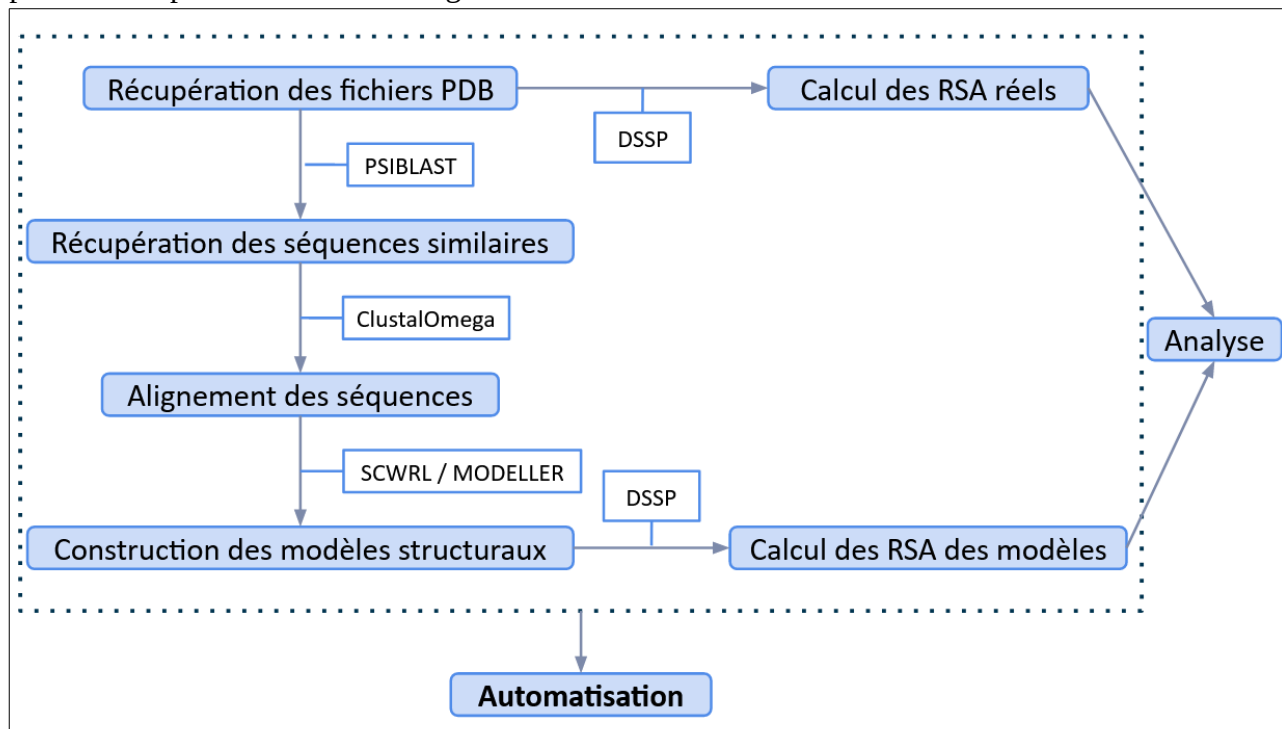 Récupération des fichiers PDB
Calcul des RSA réels
DSSP
PSIBLAST
Récupération des séquences similaires
ClustalOmega
Analyse
Alignement des séquences
SCWRL / MODELLER
DSSP
Construction des modèles structuraux
Calcul des RSA des modèles
Automatisation